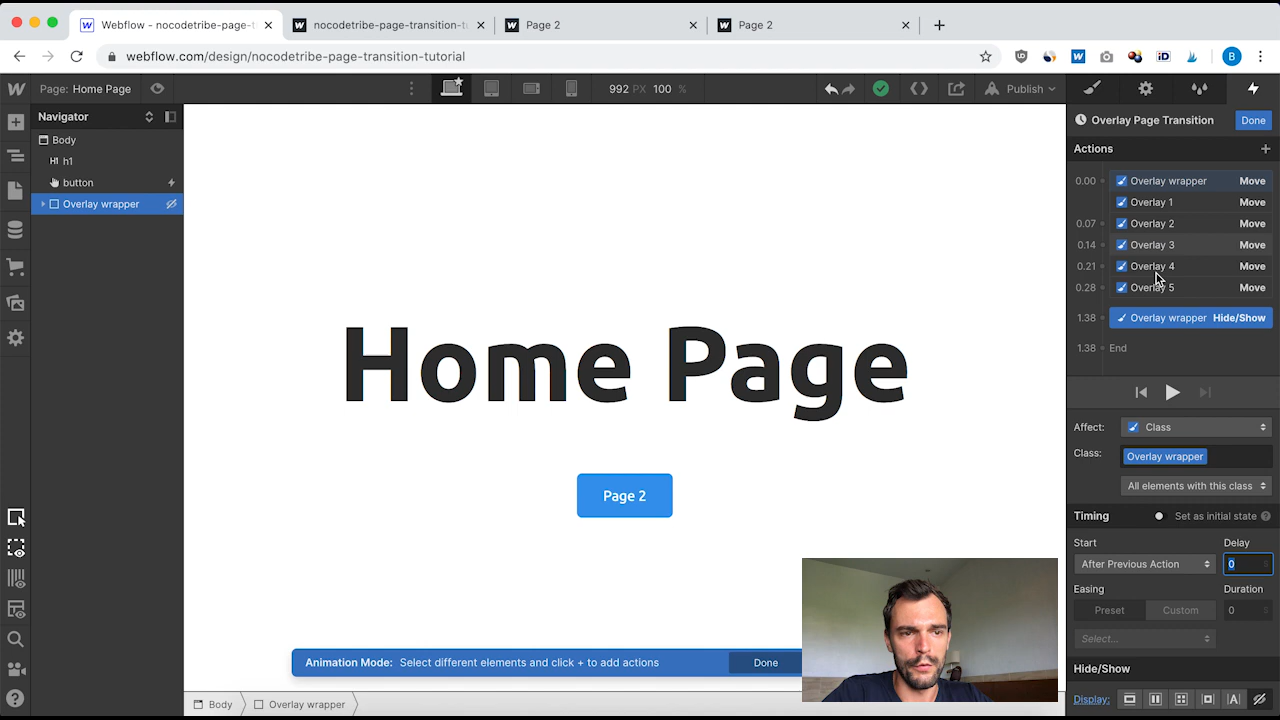 Webflow - nocodetribe-page-t
nocodetribe-page-transition-tu
Page 2
Page 2
webflow.com/design/nocodetribe-page-transition-tutorial
Page: Home Page
992 PX 100 %
Publish
Navigator
Body
H1 h1
button
Overlay wrapper
Home Page
Page 2
Animation Mode: Select different elements and click + to add actions
Done
Body
Overlay wrapper
Overlay Page Transition
Done
Actions
0.00 Overlay wrapper Move
Overlay 1 Move
0.07 Overlay 2 Move
0.14 Overlay 3 Move
0.21 Overlay 4 Move
0.28 Overlay 5 Move
1.38 Overlay wrapper Hide/Show
1.38 End
Affect: Class
Class: Overlay wrapper
All elements with this class
Timing Set as initial state
Start Delay
After Previous Action 0 S
Easing Duration
Preset Custom 0 S
Select...
Hide/Show
Display: